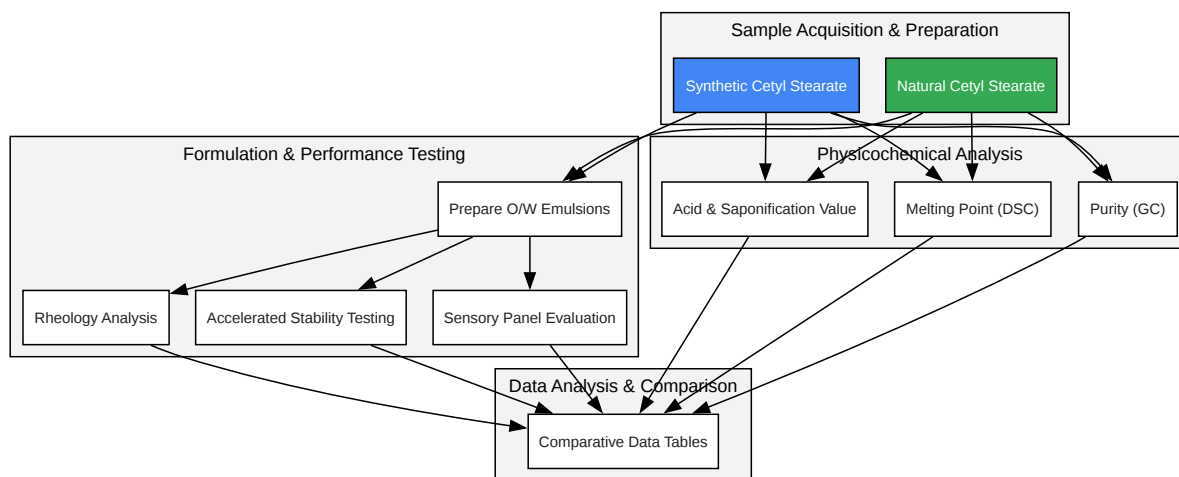 Sample Acquisition & Preparation
Synthetic Cetyl Stearate
Natural Cetyl Stearate
Formulation & Performance Testing
Physicochemical Analysis
Prepare O/W Emulsions
Acid & Saponification Value
Melting Point (DSC)
Purity (GC)
Rheology Analysis
Accelerated Stability Testing
Sensory Panel Evaluation
Data Analysis & Comparison
Comparative Data Tables